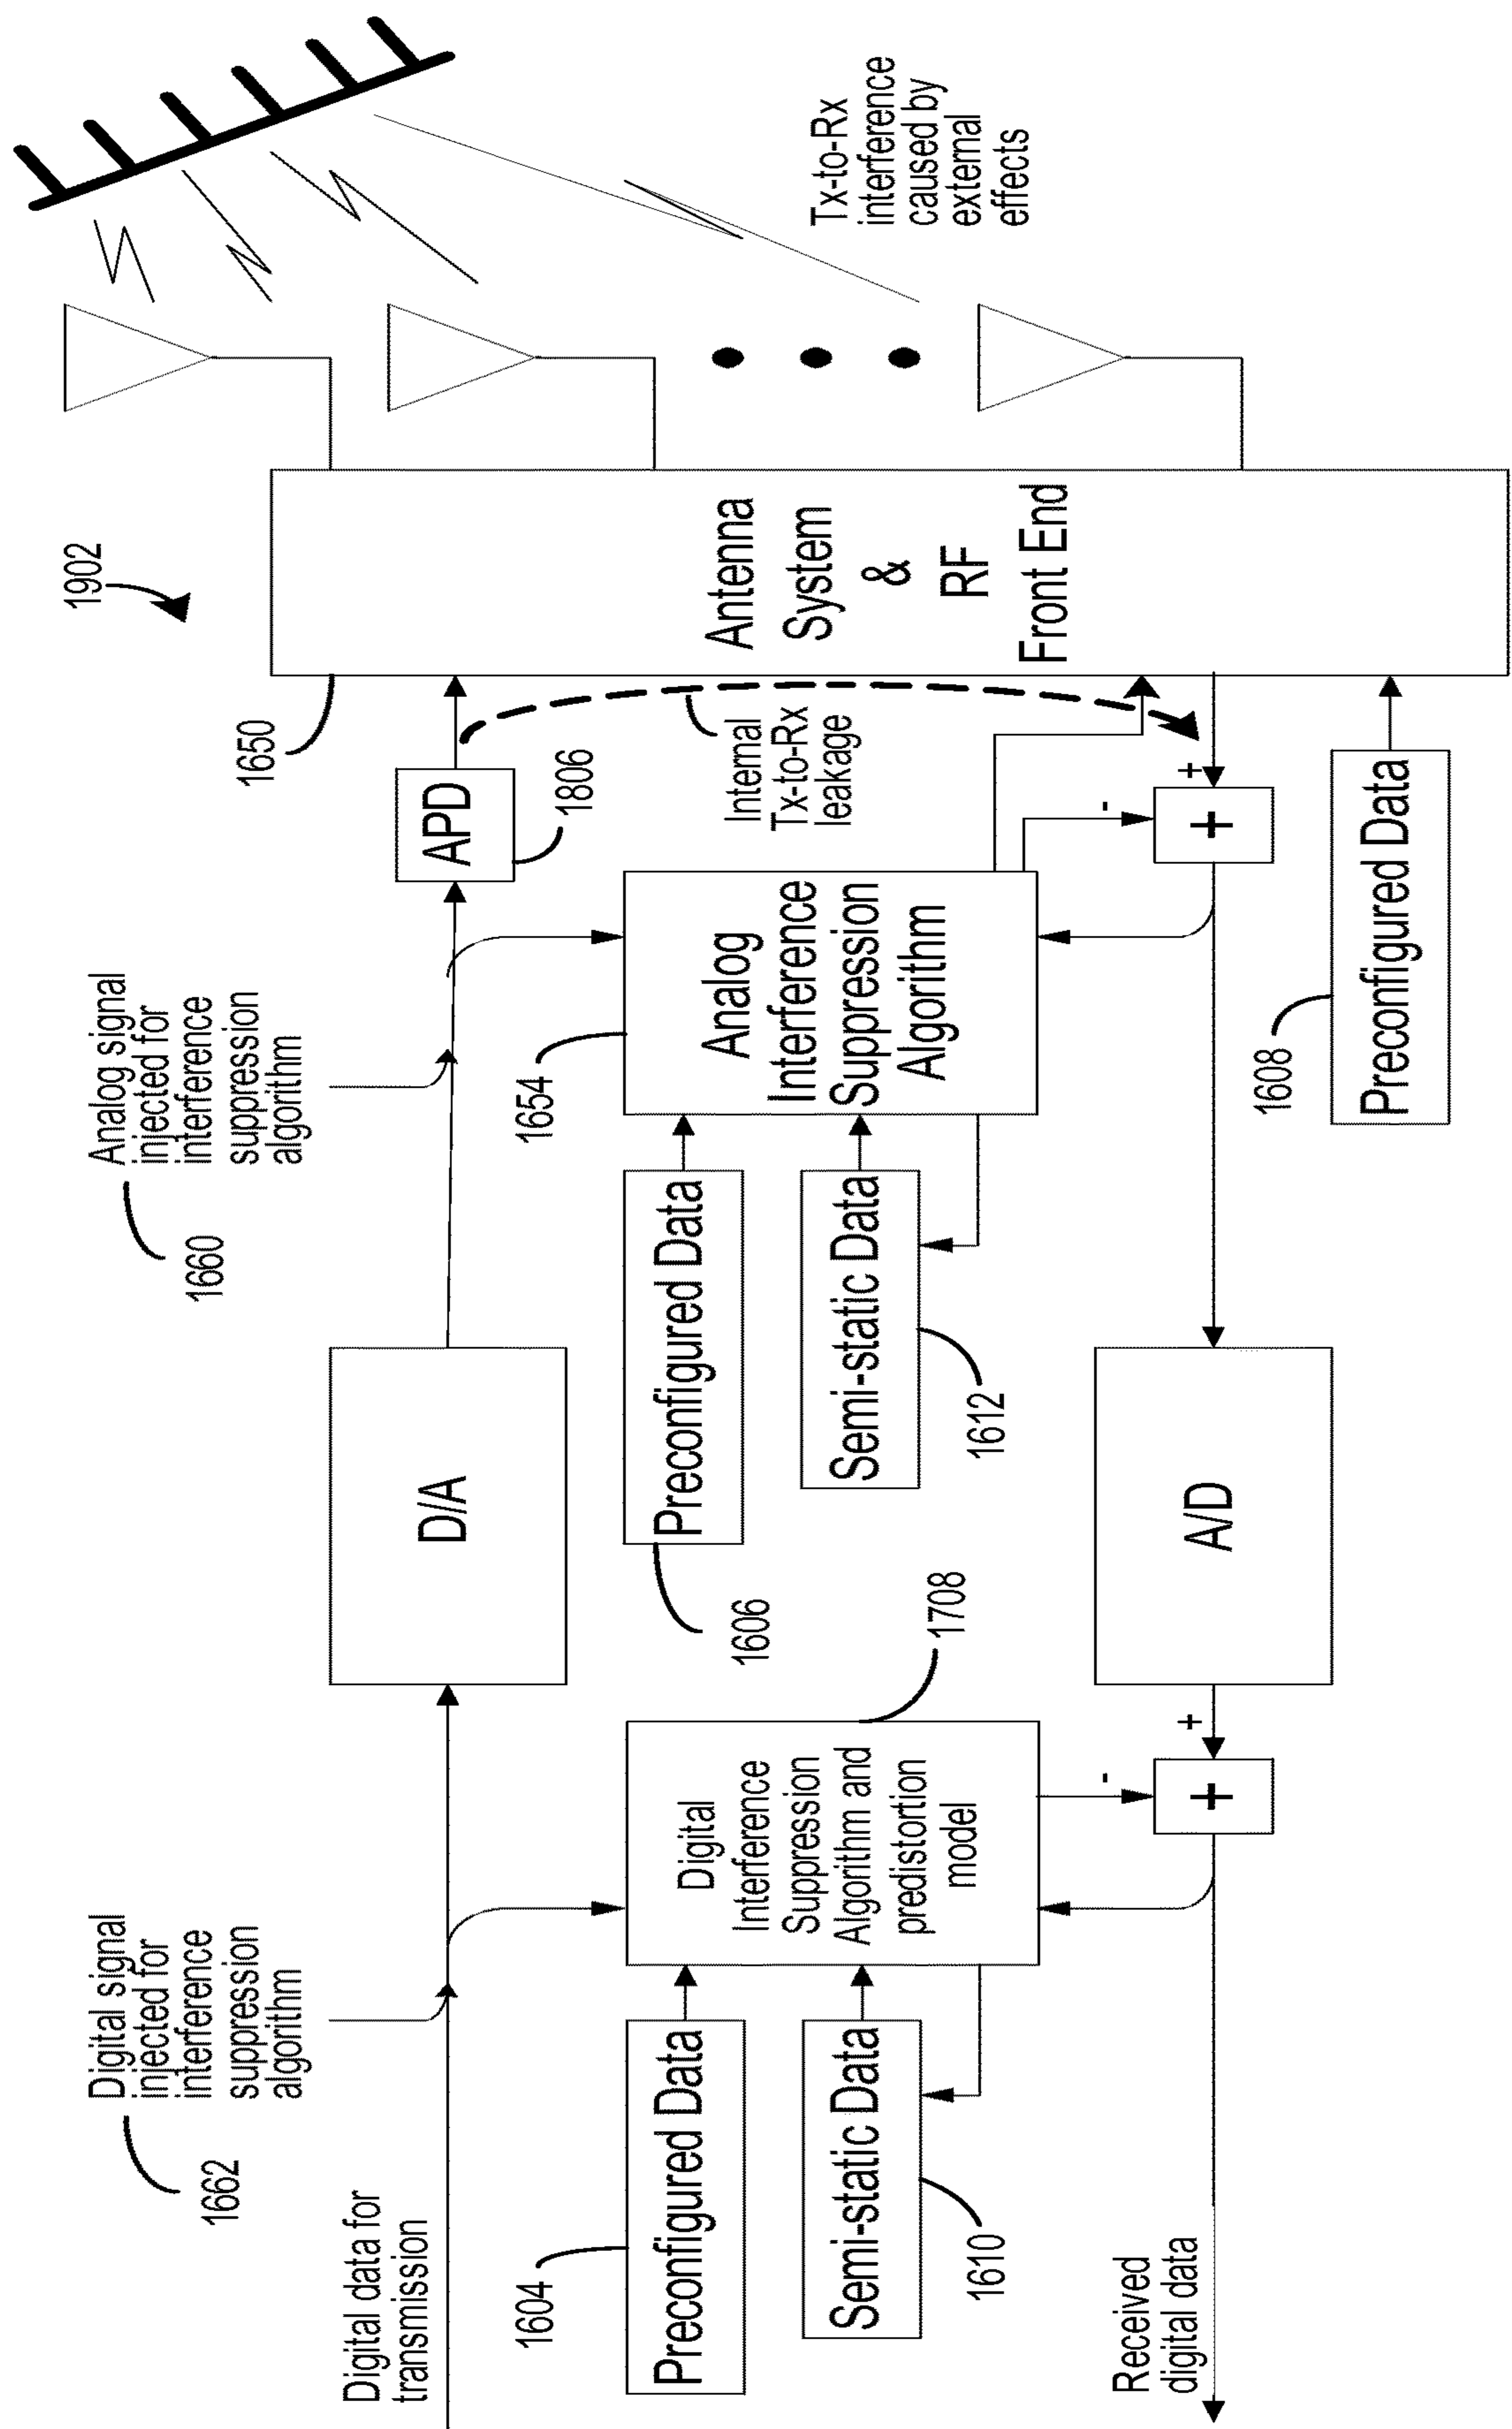 Digital data for
transmission
1662
Digital signal
injected for
interference
suppression
algorithm
1660
Analog signal
injected for
interference
suppression
algorithm
1902
D/A
APD
1806
1650
Antenna
System
&
RF
Front End
Internal
Tx-to-Rx
leakage
Tx-to-Rx
interference
caused by
external
effects
1604
Preconfigured Data
Semi-static Data
1610
Digital
Interference
Suppression
Algorithm and
predistortion
model
1708
1606
Preconfigured Data
Semi-static Data
1612
1654
Analog
Interference
Suppression
Algorithm
Received
digital data
-
+
+
A/D
-
+
+
1608
Preconfigured Data